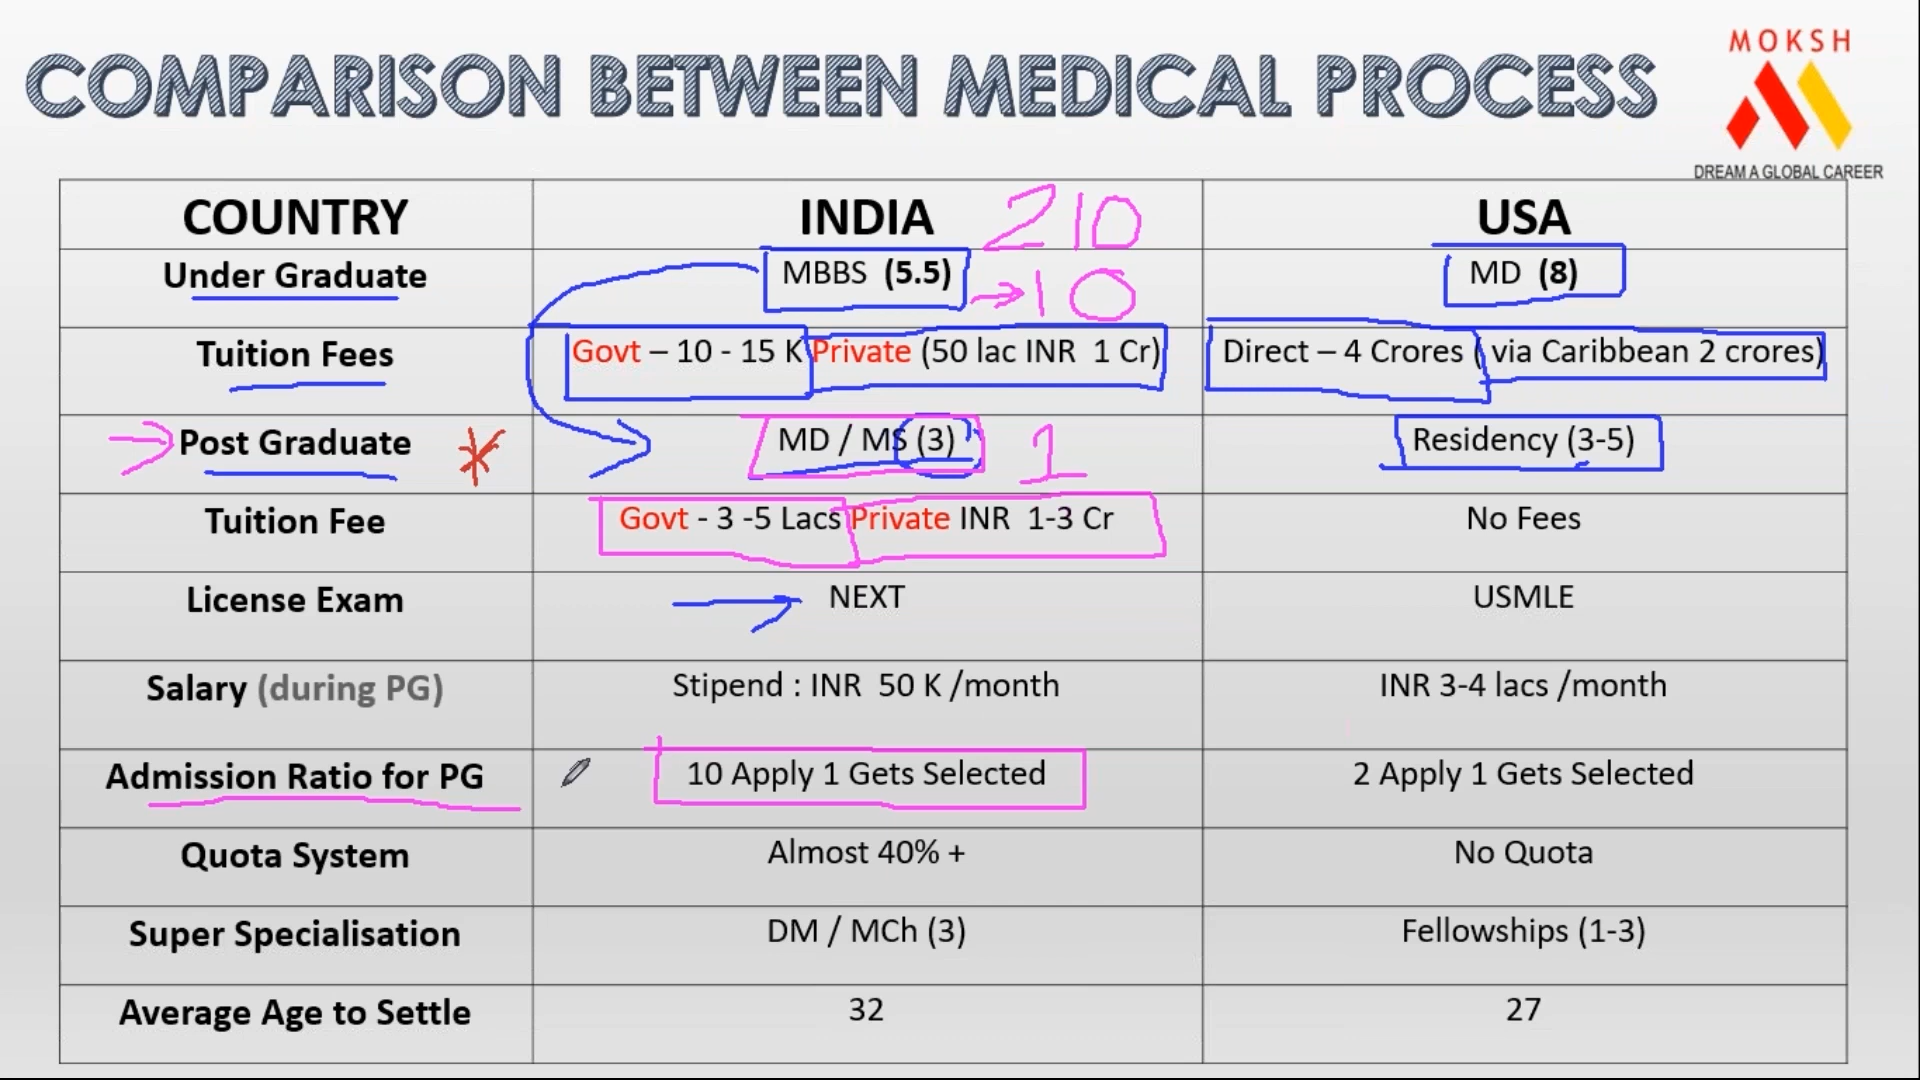 COMPARISON BETWEEN MEDICAL PROCESS
MOKSH
DREAM A GLOBAL CAREER
COUNTRY INDIA 210 USA
Under Graduate MBBS (5.5) →10 MD (8)
Tuition Fees Govt – 10 - 15 K Private (50 lac INR 1 Cr) Direct – 4 Crores ( via Caribbean 2 crores)
Post Graduate MD / MS (3) 1 Residency (3-5)
Tuition Fee Govt - 3 -5 Lacs Private INR 1-3 Cr No Fees
License Exam NEXT USMLE
Salary (during PG) Stipend : INR 50 K /month INR 3-4 lacs /month
Admission Ratio for PG 10 Apply 1 Gets Selected 2 Apply 1 Gets Selected
Quota System Almost 40% + No Quota
Super Specialisation DM / MCh (3) Fellowships (1-3)
Average Age to Settle 32 27